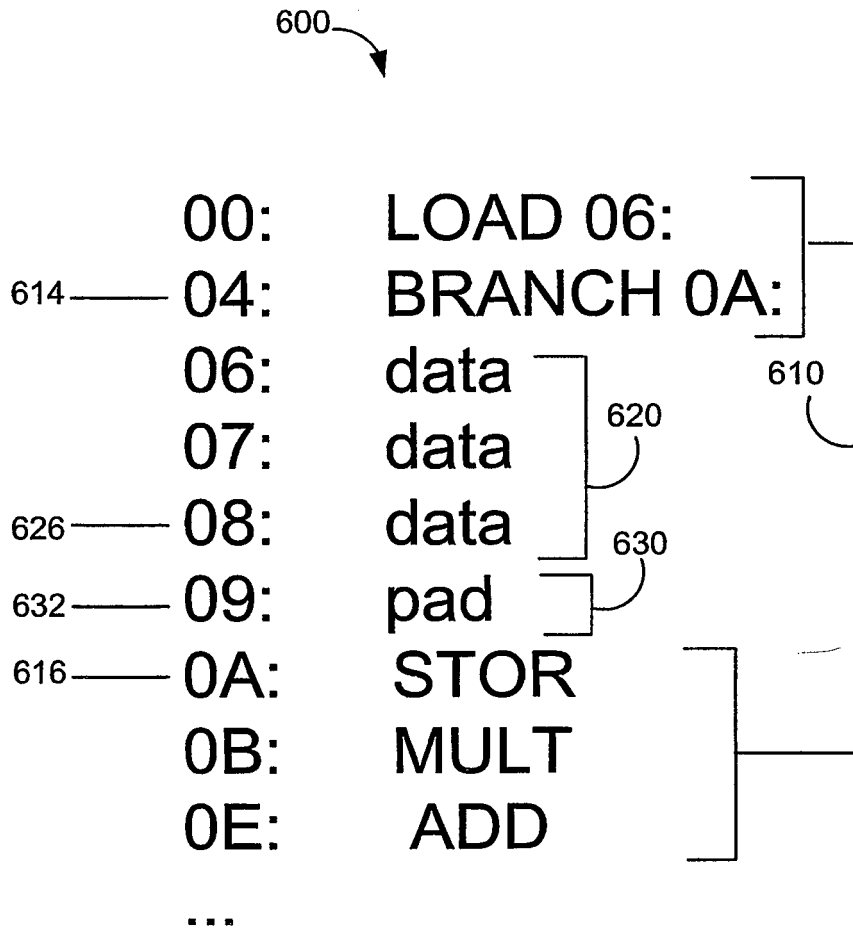 600
00: LOAD 06:
614 04: BRANCH 0A:
06: data 610
07: data 620
626 08: data
630
632 09: pad
616 0A: STOR
0B: MULT
0E: ADD
...